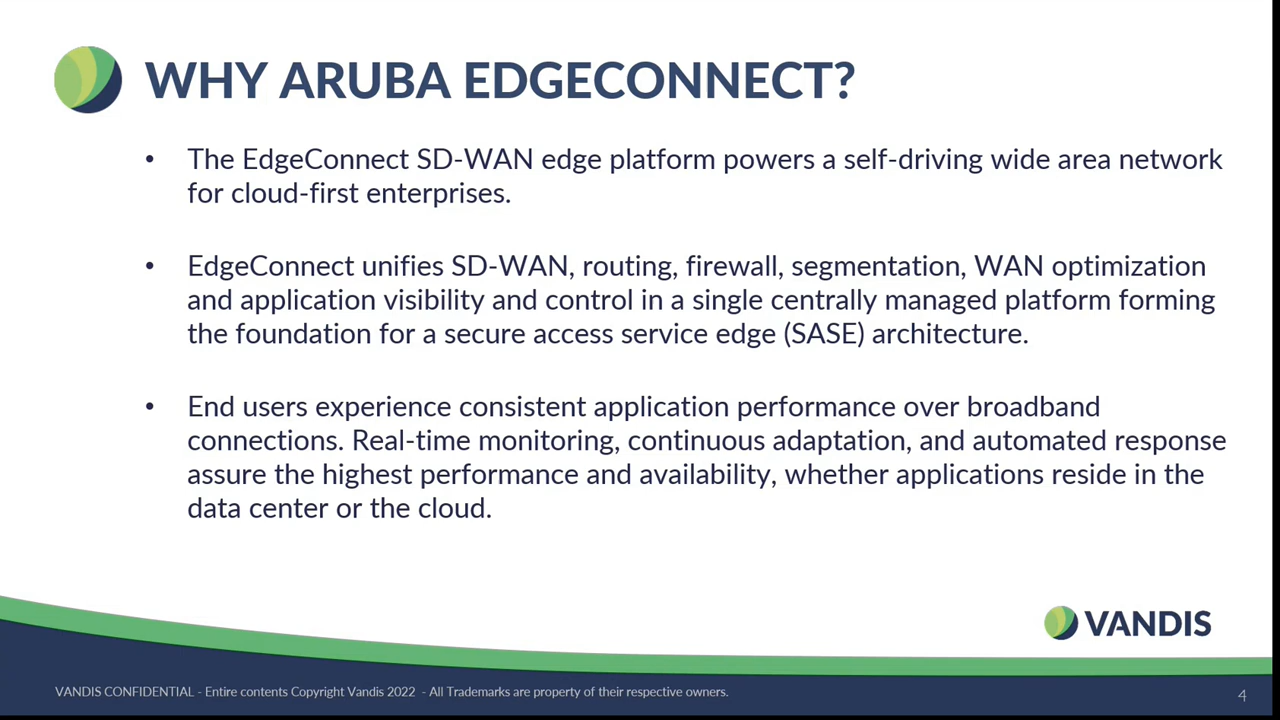 WHY ARUBA EDGECONNECT?
• The EdgeConnect SD-WAN edge platform powers a self-driving wide area network
for cloud-first enterprises.
• EdgeConnect unifies SD-WAN, routing, firewall, segmentation, WAN optimization
and application visibility and control in a single centrally managed platform forming
the foundation for a secure access service edge (SASE) architecture.
• End users experience consistent application performance over broadband
connections. Real-time monitoring, continuous adaptation, and automated response
assure the highest performance and availability, whether applications reside in the
data center or the cloud.
VANDIS
VANDIS CONFIDENTIAL - Entire contents Copyright Vandis 2022 - All Trademarks are property of their respective owners.
4